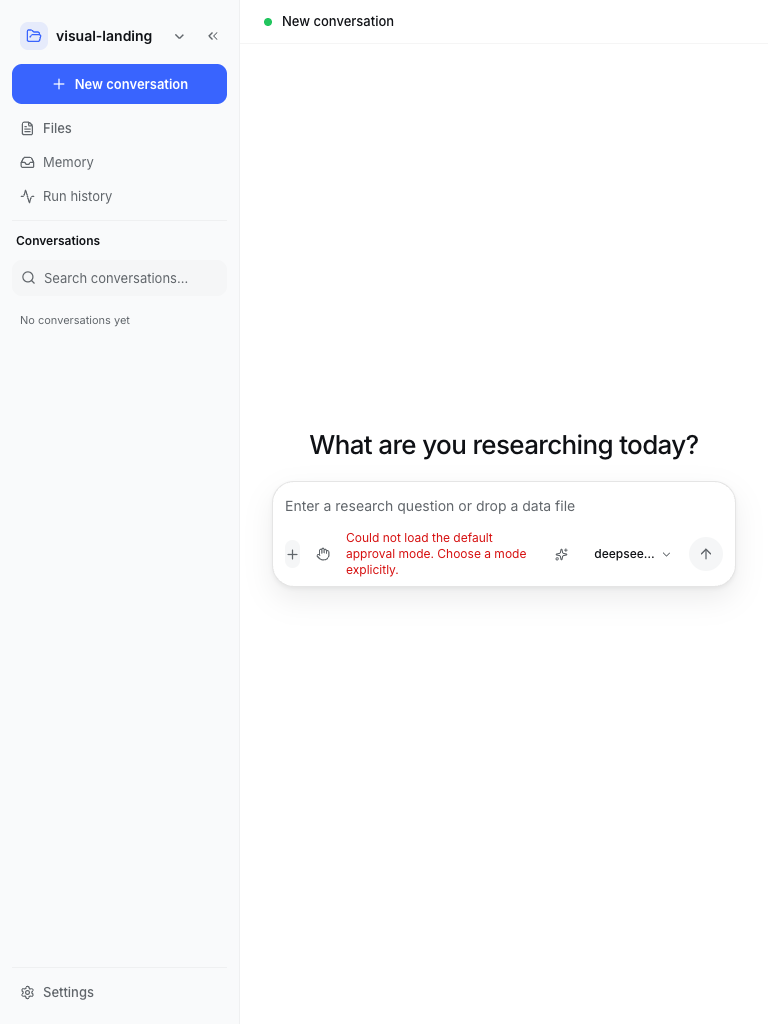 visual-landing
New conversation
Files
Memory
Run history
Conversations
Search conversations...
No conversations yet
Settings
New conversation
What are you researching today?
Enter a research question or drop a data file
Could not load the default
approval mode. Choose a mode
explicitly.
deepsee...